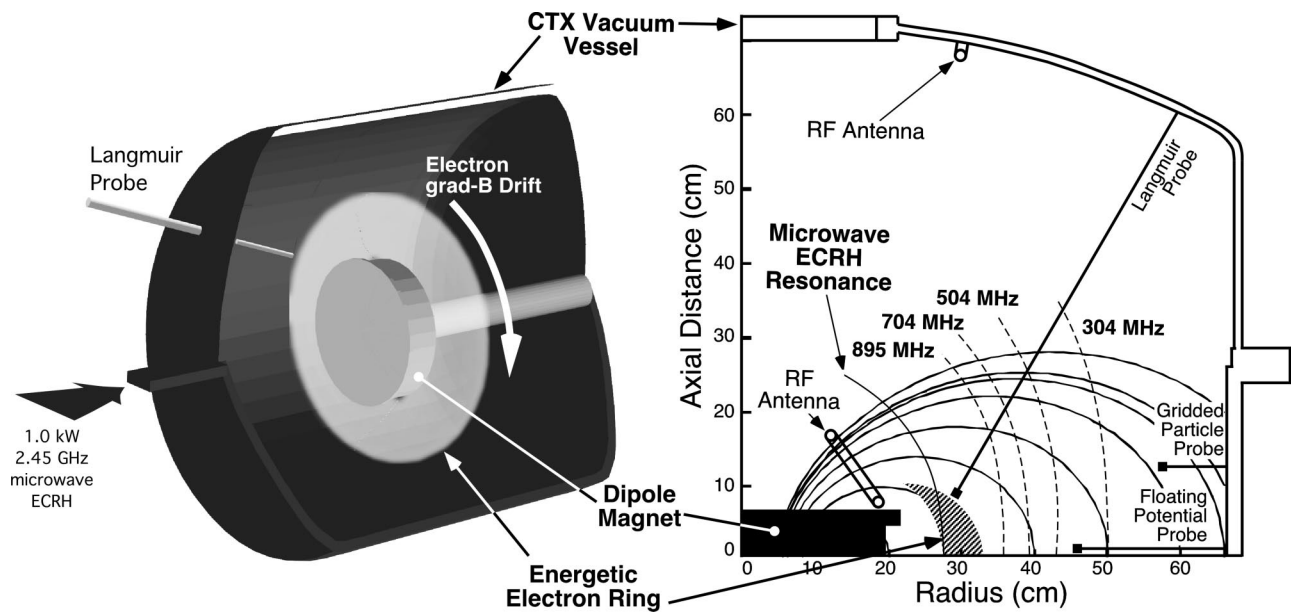 CTX Vacuum
Vessel
Langmuir
Probe
Electron
grad-B Drift
1.0 kW
2.45 GHz
microwave
ECRH
Dipole
Magnet
Energetic
Electron Ring
RF Antenna
Langmuir
Probe
Microwave
ECRH
Resonance
504 MHz
704 MHz
895 MHz
304 MHz
RF
Antenna
Gridded-
Particle
Probe
Floating
Potential
Probe
Axial Distance (cm)
60
50
60
30
20
10
0
0
10
20
30
40
50
60
Radius (cm)